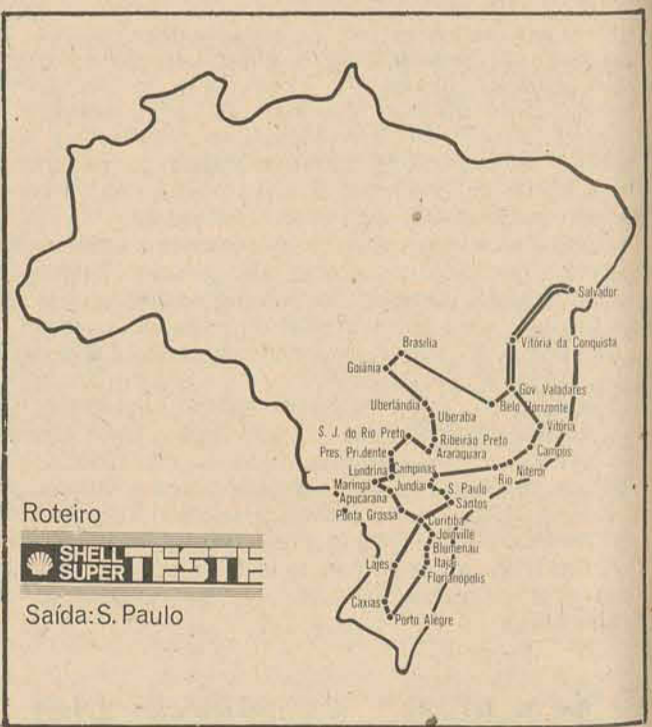 Salvador
Vitória da Conquista
Brasília
Goiânia
Gov. Valadares
Belo Horizonte
Uberlândia
Uberaba
Vitória
S. J. do Rio Preto
Ribeirão Preto
Campos
Pres. Prudente
Araraquara
Niterói
Londrina
Campinas
Rio
Maringa
Jundiaí
S. Paulo
Apucarana
Santos
Ponta Grossa
Curitiba
Joinville
Blumenau
Itajaí
Lajes
Florianópolis
Caxias
Porto Alegre
Roteiro
SHELL
SUPER TESTE
Saída: S. Paulo